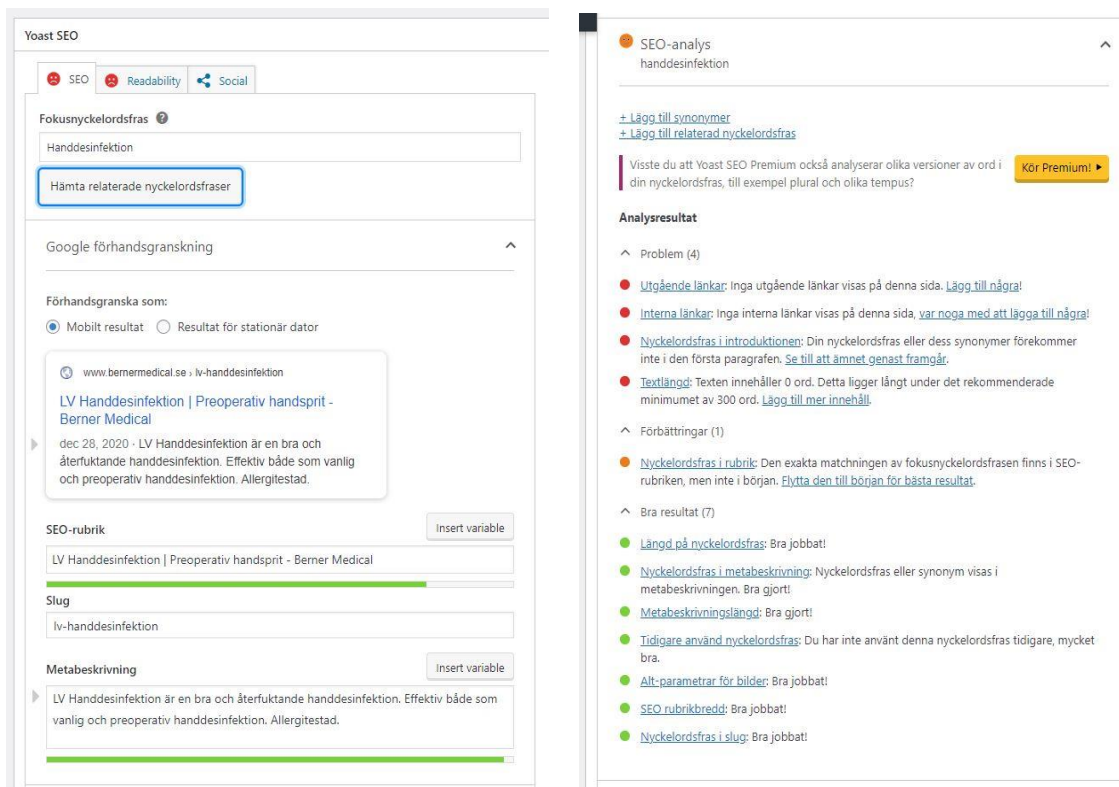 Yoast SEO
SEO
Readability
Social
Fokusnyckelordsfras
Handdesinfektion
Hämta relaterade nyckelordsfraser
Google förhandsgranskning
Förhandsgranska som:
Mobilt resultat
Resultat för stationär dator
www.bernermedical.se › lv-handdesinfektion
LV Handdesinfektion | Preoperativ handsprit -
Berner Medical
dec 28, 2020 · LV Handdesinfektion är en bra och
återfuktande handdesinfektion. Effektiv både som vanlig
och preoperativ handdesinfektion. Allergitestad.
SEO-rubrik
Insert variable
LV Handdesinfektion | Preoperativ handsprit - Berner Medical
Slug
lv-handdesinfektion
Metabeskrivning
Insert variable
LV Handdesinfektion är en bra och återfuktande handdesinfektion. Effektiv både som
vanlig och preoperativ handdesinfektion. Allergitestad.
SEO-analys
handdesinfektion
+ Lägg till synonymer
+ Lägg till relaterad nyckelordsfras
Visste du att Yoast SEO Premium också analyserar olika versioner av ord i
din nyckelordsfras, till exempel plural och olika tempus?
Kör Premium!
Analysresultat
Problem (4)
Utgående länkar: Inga utgående länkar visas på denna sida. Lägg till några!
Interna länkar: Inga interna länkar visas på denna sida, var noga med att lägga till några!
Nyckelordsfras i introduktionen: Din nyckelordsfras eller dess synonymer förekommer
inte i den första paragrafen. Se till att ämnet genast framgår.
Textlängd: Texten innehåller 0 ord. Detta ligger långt under det rekommenderade
minimumet av 300 ord. Lägg till mer innehåll.
Förbättringar (1)
Nyckelordsfras i rubrik: Den exakta matchningen av fokusnyckelordsfrasen finns i SEO-
rubriken, men inte i början. Flytta den till början för bästa resultat.
Bra resultat (7)
Längd på nyckelordsfras: Bra jobbat!
Nyckelordsfras i metabeskrivning: Nyckelordsfras eller synonym visas i
metabeskrivningen. Bra gjort!
Metabeskrivningslängd: Bra gjort!
Tidigare använd nyckelordsfras: Du har inte använt denna nyckelordsfras tidigare, mycket
bra.
Alt-parametrar för bilder: Bra jobbat!
SEO rubrikbredd: Bra jobbat!
Nyckelordsfras i slug: Bra jobbat!